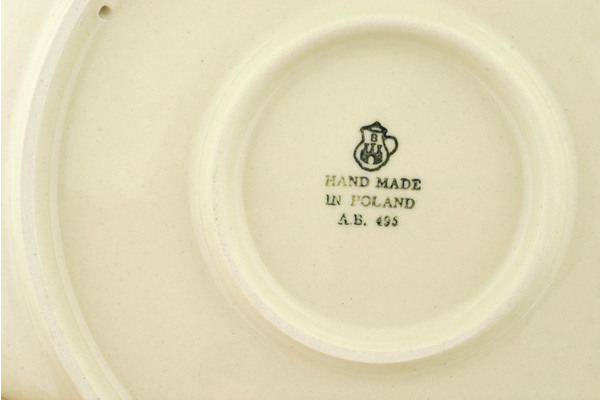 B
HAND MADE
IN POLAND
A.B. 495